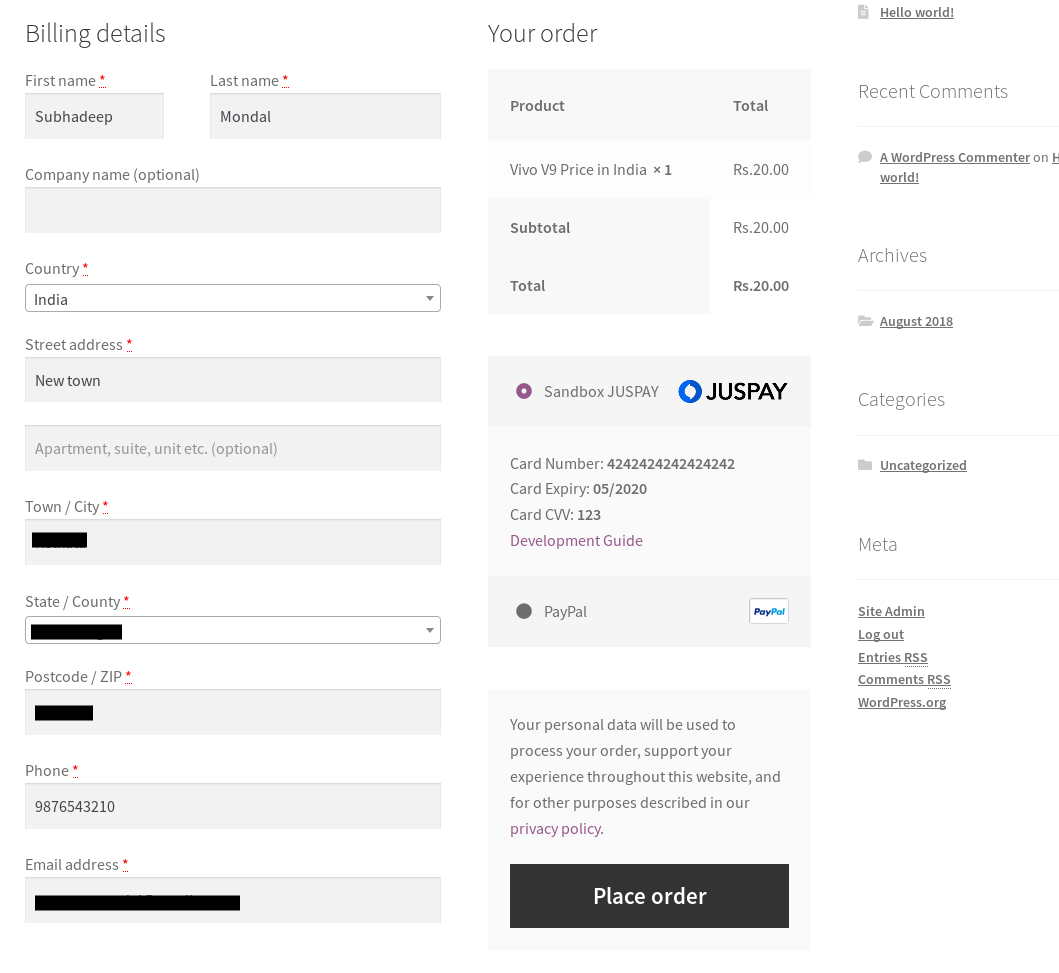 Billing details
First name *
Last name *
Subhadeep
Mondal
Company name (optional)
Country *
India
Street address *
New town
Apartment, suite, unit etc. (optional)
Town / City *
State / County *
Postcode / ZIP *
Phone *
9876543210
Email address *
Your order
Product Total
Vivo V9 Price in India × 1 Rs.20.00
Subtotal Rs.20.00
Total Rs.20.00
Sandbox JUSPAY JUSPAY
Card Number: 4242424242424242
Card Expiry: 05/2020
Card CVV: 123
Development Guide
PayPal PayPal
Your personal data will be used to
process your order, support your
experience throughout this website, and
for other purposes described in our
privacy policy.
Place order
Hello world!
Recent Comments
A WordPress Commenter on H
world!
Archives
August 2018
Categories
Uncategorized
Meta
Site Admin
Log out
Entries RSS
Comments RSS
WordPress.org